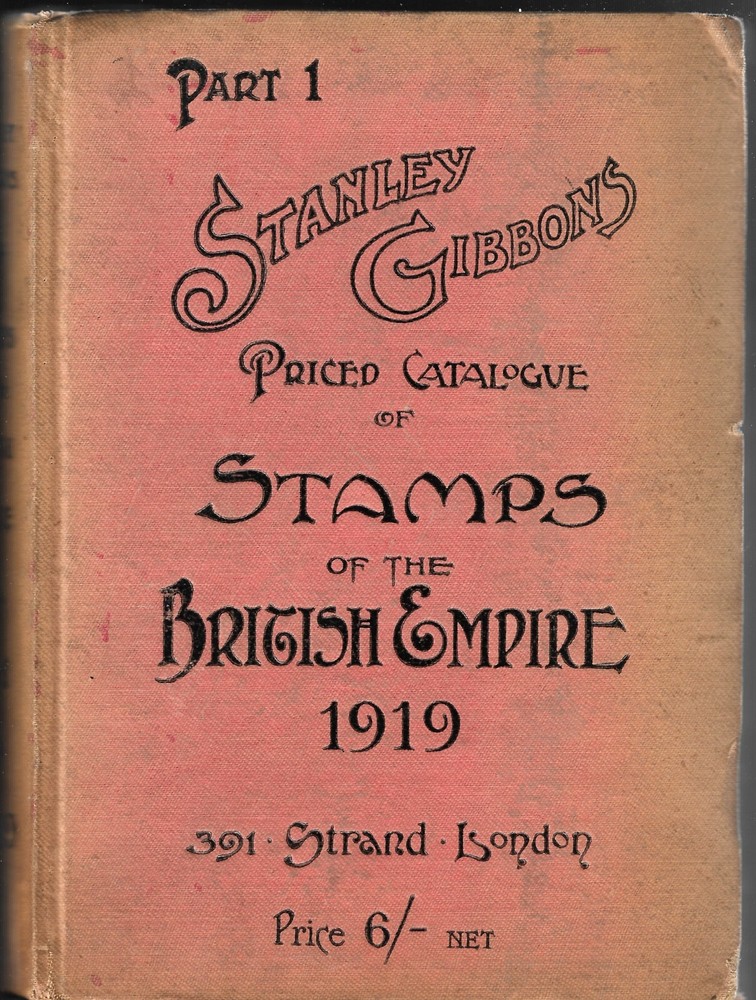 Part 1
Stanley
Gibbons
Priced Catalogue
of
Stamps
of the
British Empire
1919
391 · Strand · London
Price 6/- NET